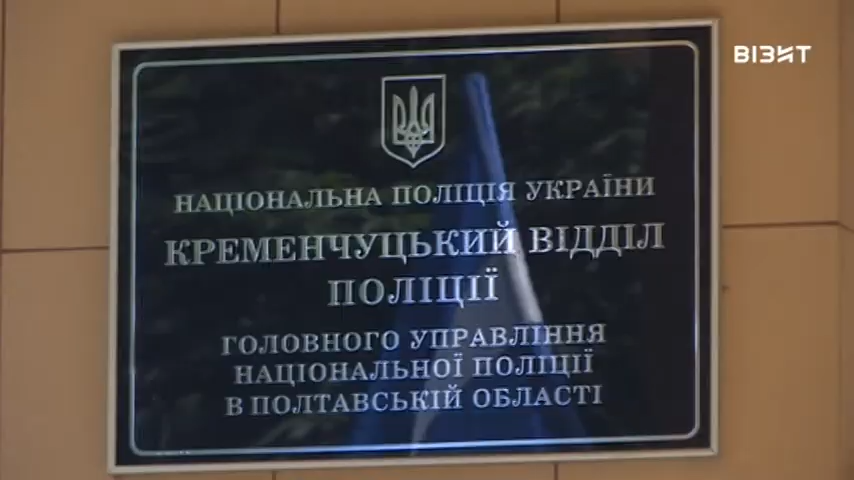 ВІЗИТ
НАЦІОНАЛЬНА ПОЛІЦІЯ УКРАЇНИ
КРЕМЕНЧУЦЬКИЙ ВІДДІЛ
ПОЛІЦІЇ
ГОЛОВНОГО УПРАВЛІННЯ
НАЦІОНАЛЬНОЇ ПОЛІЦІЇ
В ПОЛТАВСЬКІЙ ОБЛАСТІ